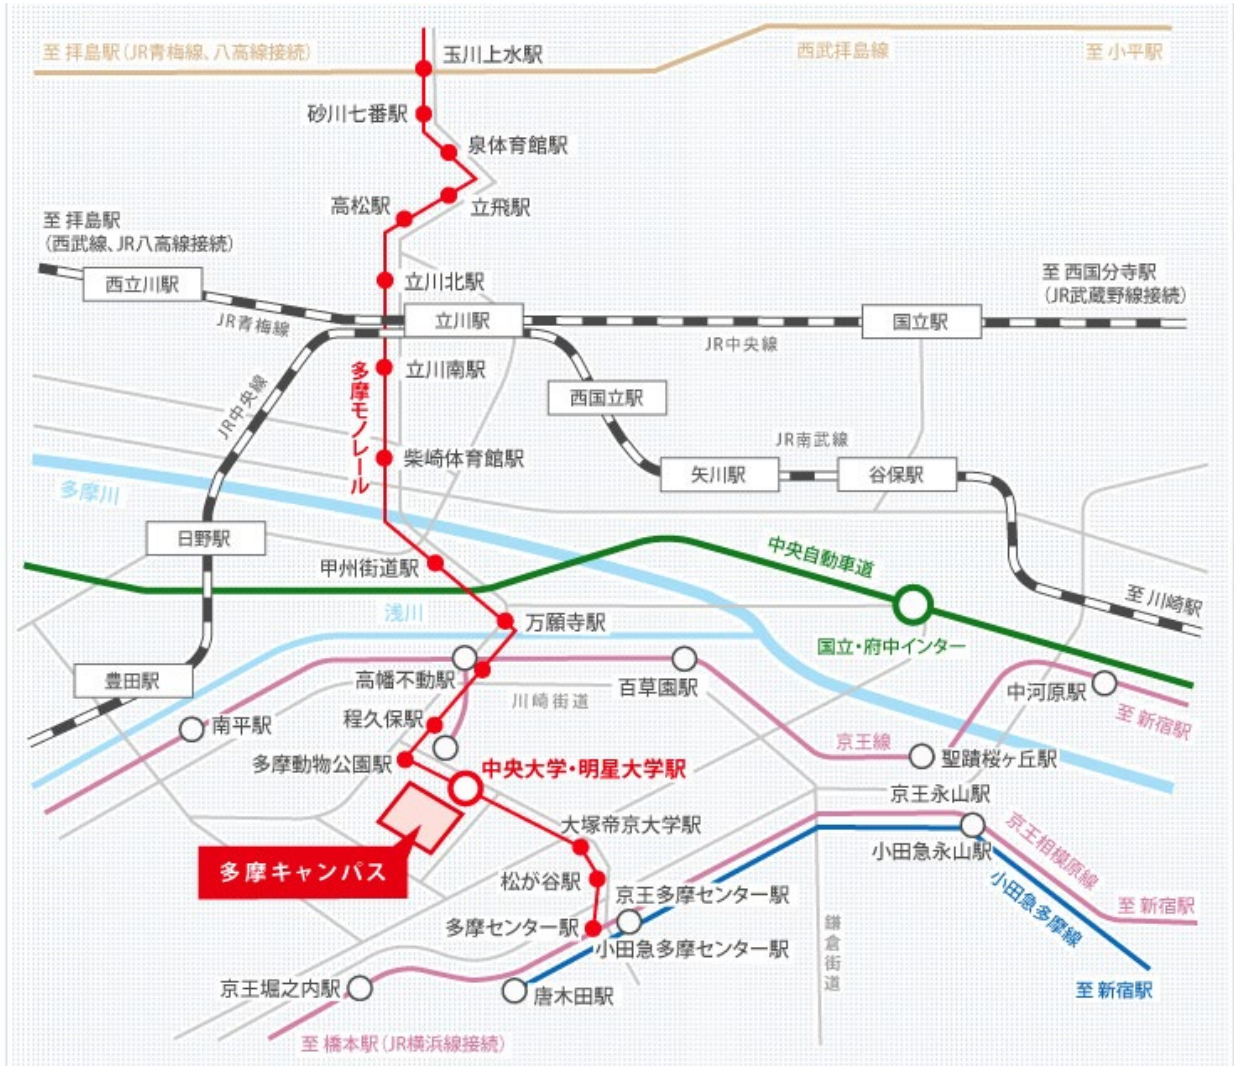 至 拝島駅（JR青梅線、八高線接続）
玉川上水駅
西武拝島線
至 小平駅
砂川七番駅
泉体育館駅
高松駅
立飛駅
至 拝島駅
（西武線、JR八高線接続）
西立川駅
立川北駅
至 西国分寺駅
（JR武蔵野線接続）
JR青梅線
立川駅
国立駅
JR中央線
立川南駅
多摩モノレール
JR中央線
西国立駅
JR南武線
柴崎体育館駅
矢川駅
谷保駅
多摩川
日野駅
甲州街道駅
中央自動車道
至 川崎駅
浅川
万願寺駅
国立・府中インター
豊田駅
高幡不動駅
百草園駅
中河原駅
川崎街道
南平駅
程久保駅
至 新宿駅
京王線
聖蹟桜ヶ丘駅
多摩動物公園駅
中央大学・明星大学駅
京王永山駅
大塚帝京大学駅
京王相模原線
小田急永山駅
多摩キャンパス
松が谷駅
京王多摩センター駅
小田急多摩線
至 新宿駅
多摩センター駅
小田急多摩センター駅
鎌倉街道
京王堀之内駅
唐木田駅
至 新宿駅
至 橋本駅（JR横浜線接続）